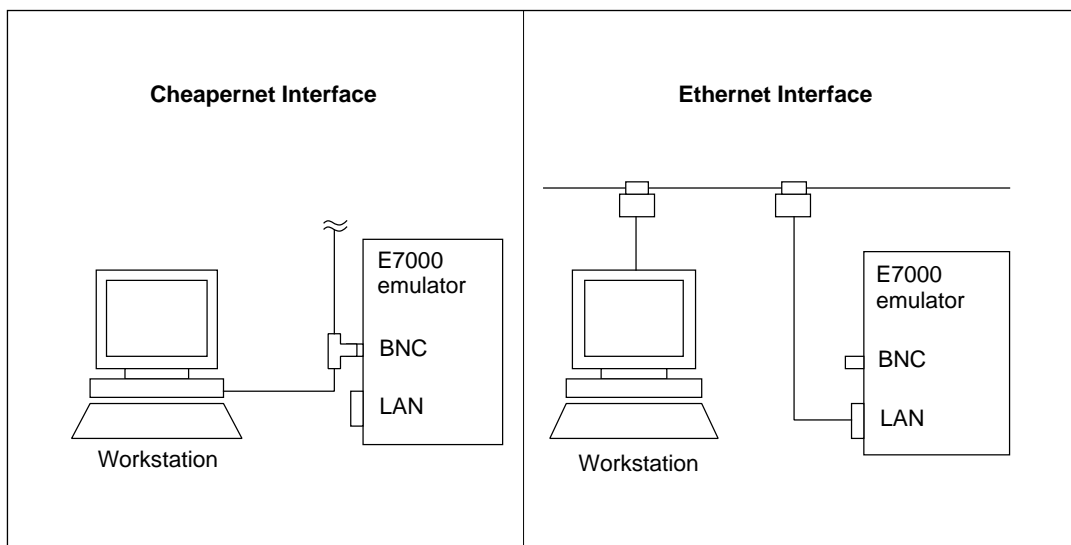 Cheapernet Interface
E7000
emulator
BNC
LAN
Workstation
Ethernet Interface
E7000
emulator
BNC
LAN
Workstation